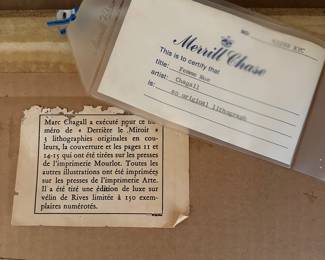 NO.
Merrill Chase
This is to certify that
title: Femme Nue
artist: Chagall
is: an original lithograph
Marc Chagall a exécuté pour ce nu-
méro de « Derrière le Miroir »
3 lithographies originales en cou-
leurs, la couverture et les pages 11 et
14-15 qui ont été tirées sur les presses
de l'imprimerie Mourlot. Toutes les
autres illustrations ont été imprimées
sur les presses de l'imprimerie Arte.
Il a été tiré une édition de luxe sur
vélin de Rives limitée à 150 exem-
plaires numérotés.